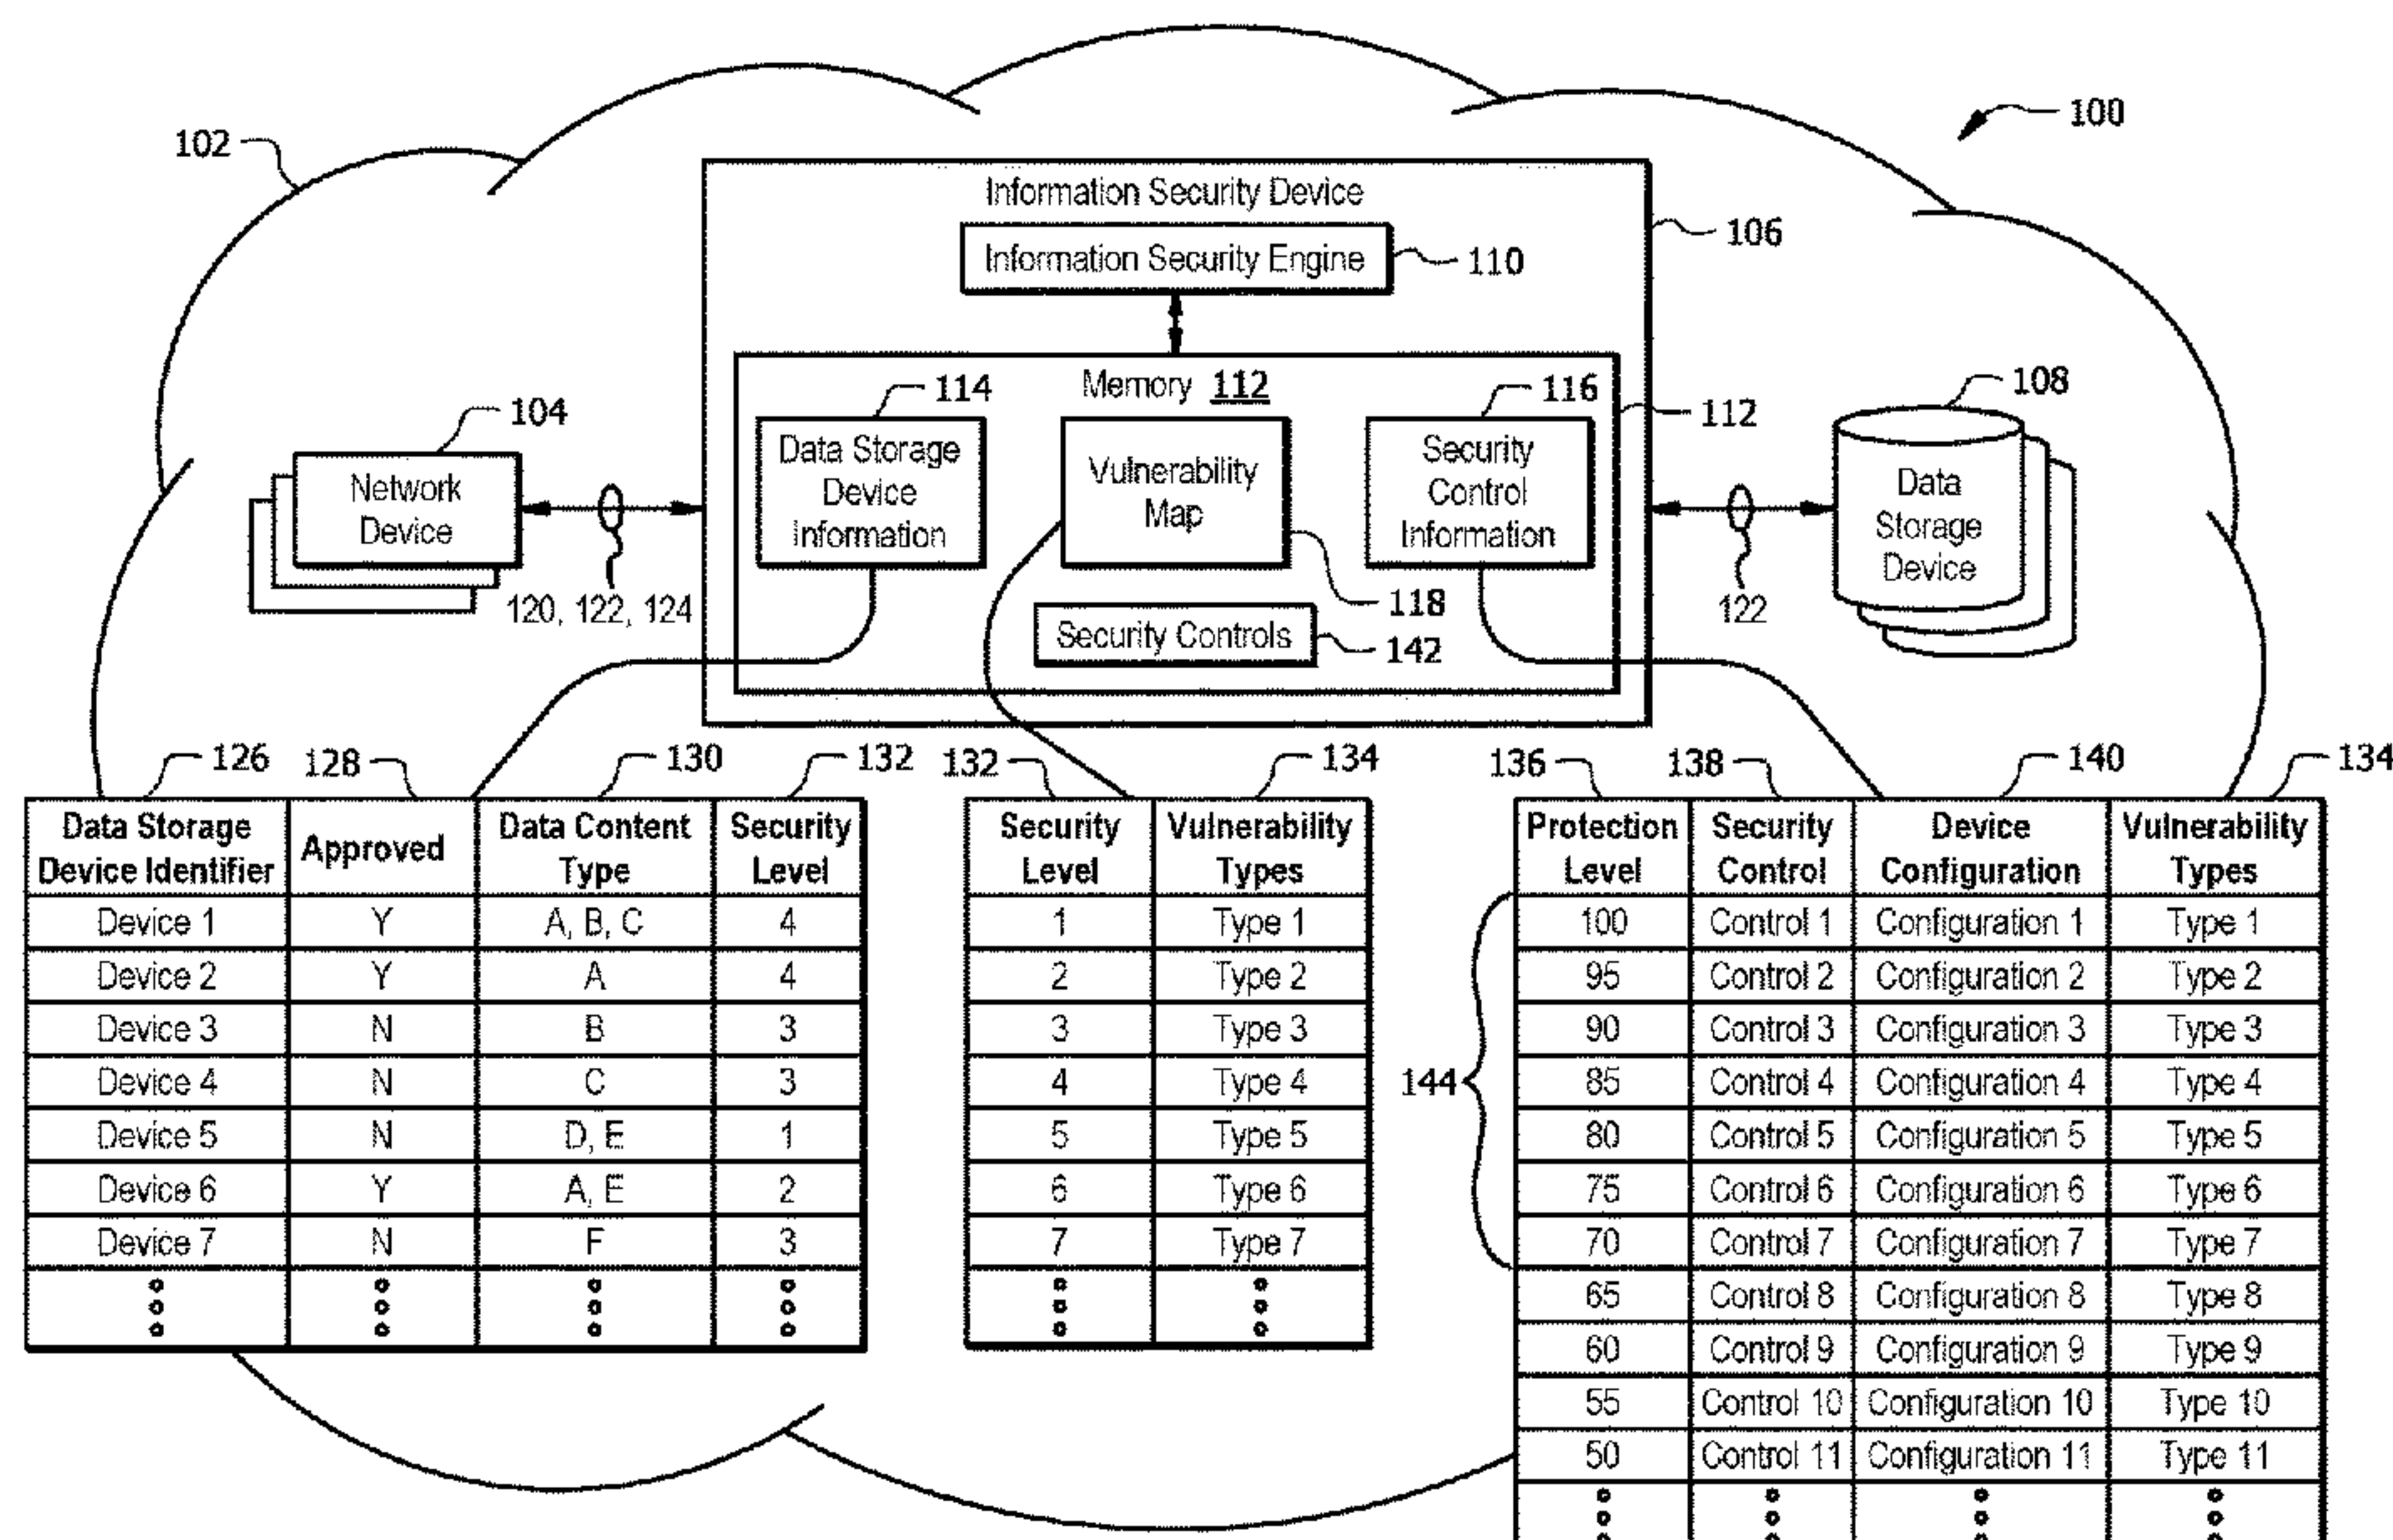 100
102
Information Security Device
106
Information Security Engine
110
Memory 112
114
116
112
108
104
Network
Device
Data Storage
Device
Information
Vulnerability
Map
Security
Control
Information
Data
Storage
Device
120, 122, 124
118
122
Security Controls
142
126
128
130
132
132
134
136
138
140
134
Data Storage Device Identifier Approved Data Content Type Security Level
Device 1 Y A, B, C 4
Device 2 Y A 4
Device 3 N B 3
Device 4 N C 3
Device 5 N D, E 1
Device 6 Y A, E 2
Device 7 N F 3
Security Level Vulnerability Types
1 Type 1
2 Type 2
3 Type 3
4 Type 4
5 Type 5
6 Type 6
7 Type 7
144
Protection Level Security Control Device Configuration Vulnerability Types
100 Control 1 Configuration 1 Type 1
95 Control 2 Configuration 2 Type 2
90 Control 3 Configuration 3 Type 3
85 Control 4 Configuration 4 Type 4
80 Control 5 Configuration 5 Type 5
75 Control 6 Configuration 6 Type 6
70 Control 7 Configuration 7 Type 7
65 Control 8 Configuration 8 Type 8
60 Control 9 Configuration 9 Type 9
55 Control 10 Configuration 10 Type 10
50 Control 11 Configuration 11 Type 11